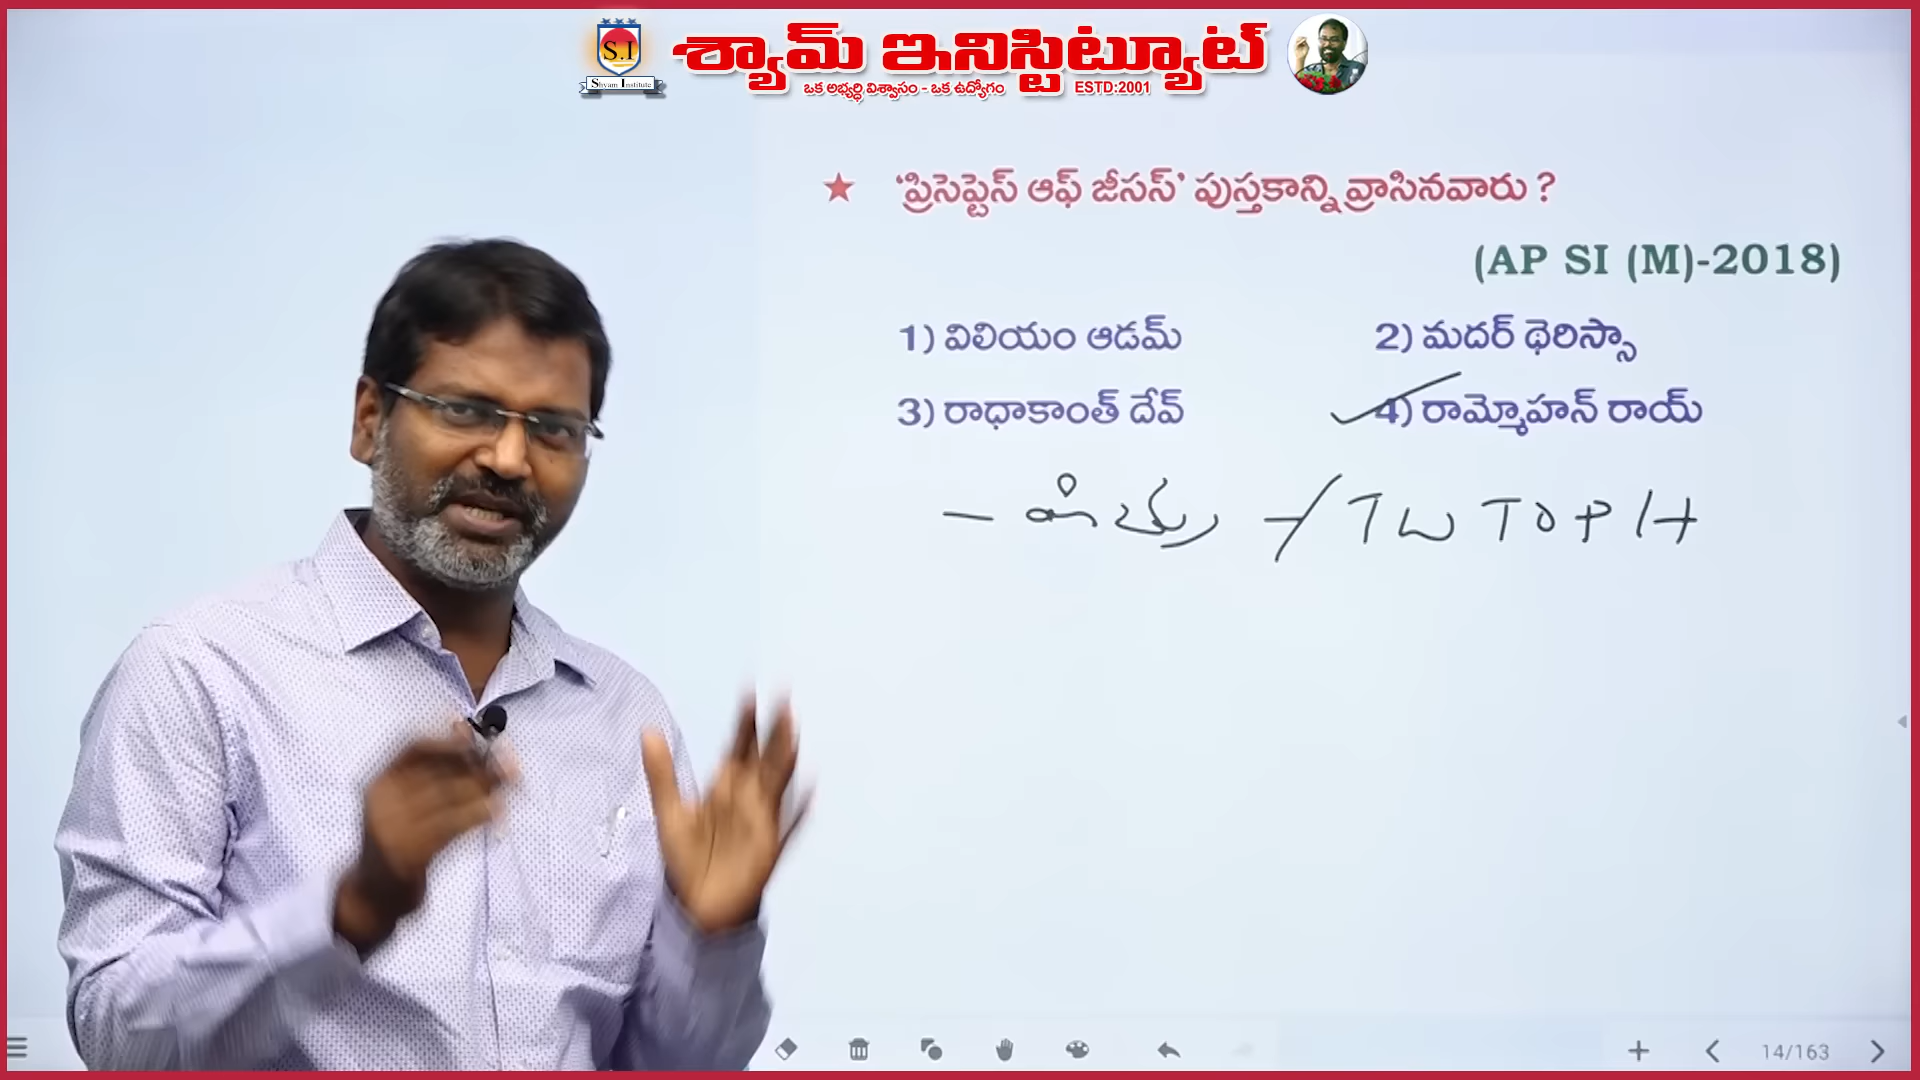 S.I
Shyam Institute
శ్యామ్ ఇనిస్టిట్యూట్
ఒక అభ్యర్థి విశ్వాసం - ఒక ఉద్యోగం ESTD:2001
★ ‘ప్రిసెప్టెస్ ఆఫ్ జీసస్’ పుస్తకాన్ని వ్రాసినవారు ?
(AP SI (M)-2018)
1) విలియం ఆడమ్ 2) మదర్ థెరిస్సా
3) రాధాకాంత్ దేవ్ 4) రామ్మోహన్ రాయ్
TWTOPH
14/163